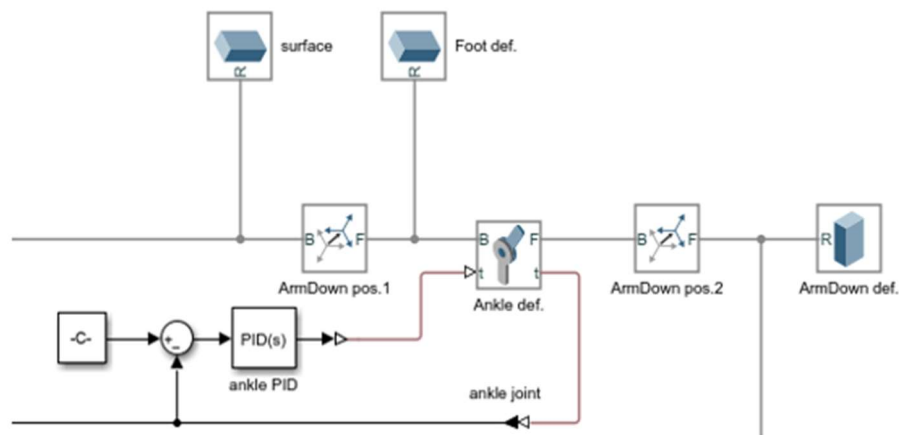 surface
Foot def.
R
R
B
F
B
F
B
F
R
t
t
ArmDown pos.1
Ankle def.
ArmDown pos.2
ArmDown def.
-C-
+
-
PID(s)
ankle PID
ankle joint